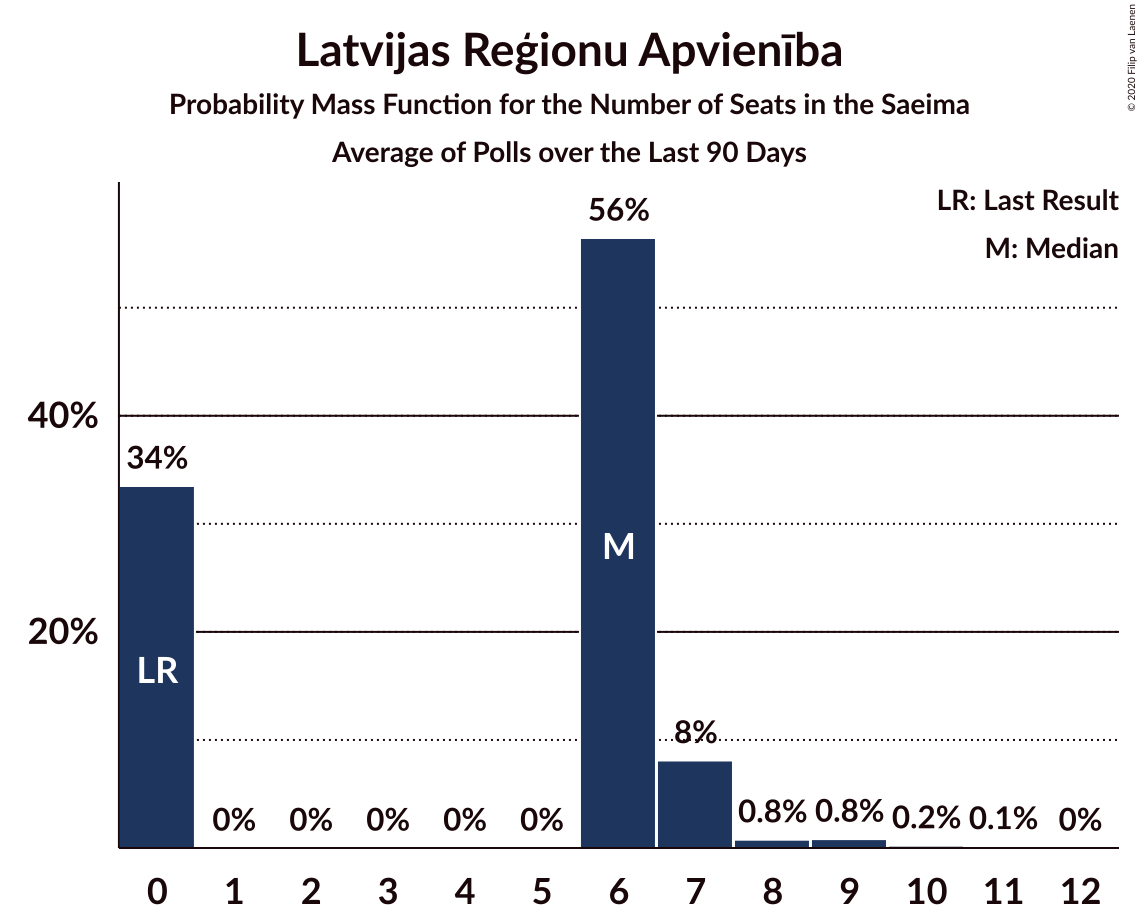 Latvijas Reģionu Apvienība
Probability Mass Function for the Number of Seats in the Saeima
Average of Polls over the Last 90 Days
© 2020 Filip van Laenen
LR: Last Result
M: Median
56%
40%
34%
M
20%
LR
8%
0% 0% 0% 0% 0% 0.8% 0.8% 0.2% 0.1% 0%
0 1 2 3 4 5 6 7 8 9 10 11 12